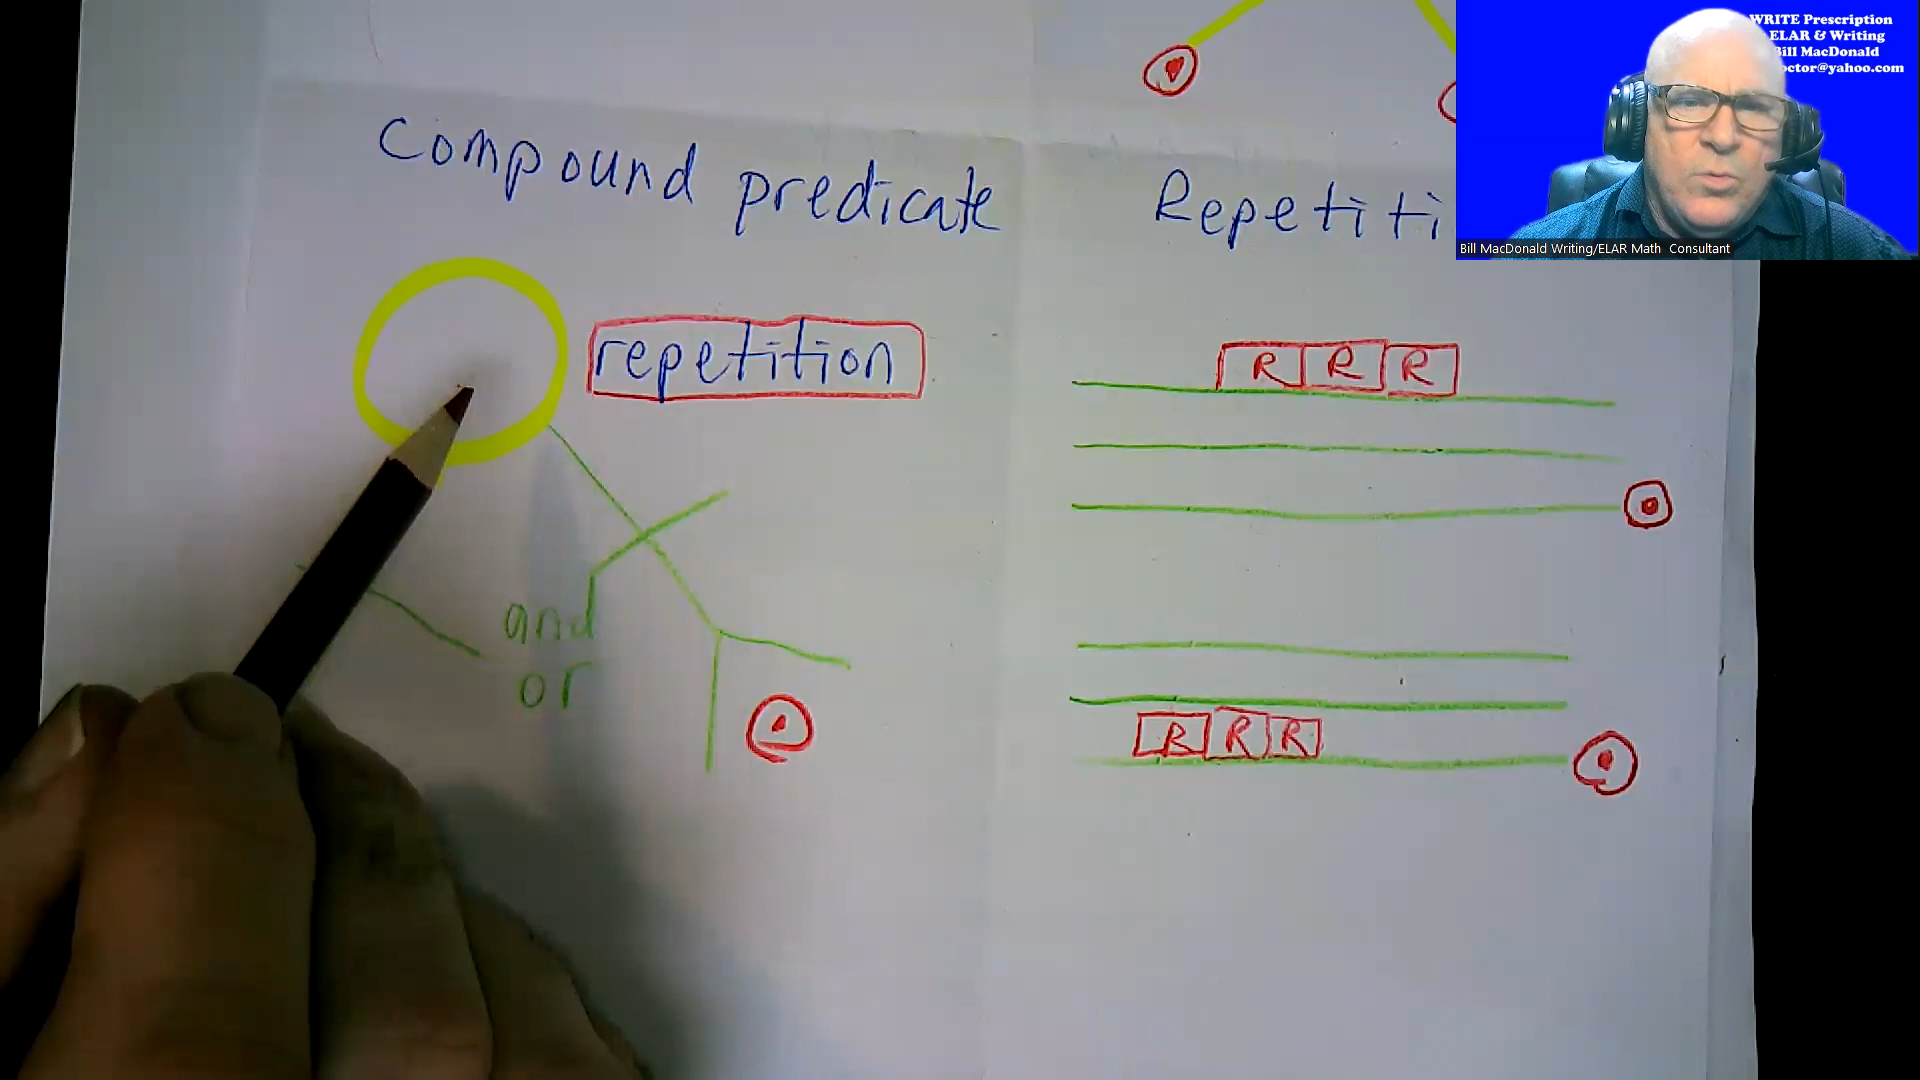 WRITE Prescription
ELAR & Writing
Bill MacDonald
octor@yahoo.com
Bill MacDonald Writing/ELAR Math Consultant
Compound predicate
Repetiti
repetition
R R R
and
or
R R R